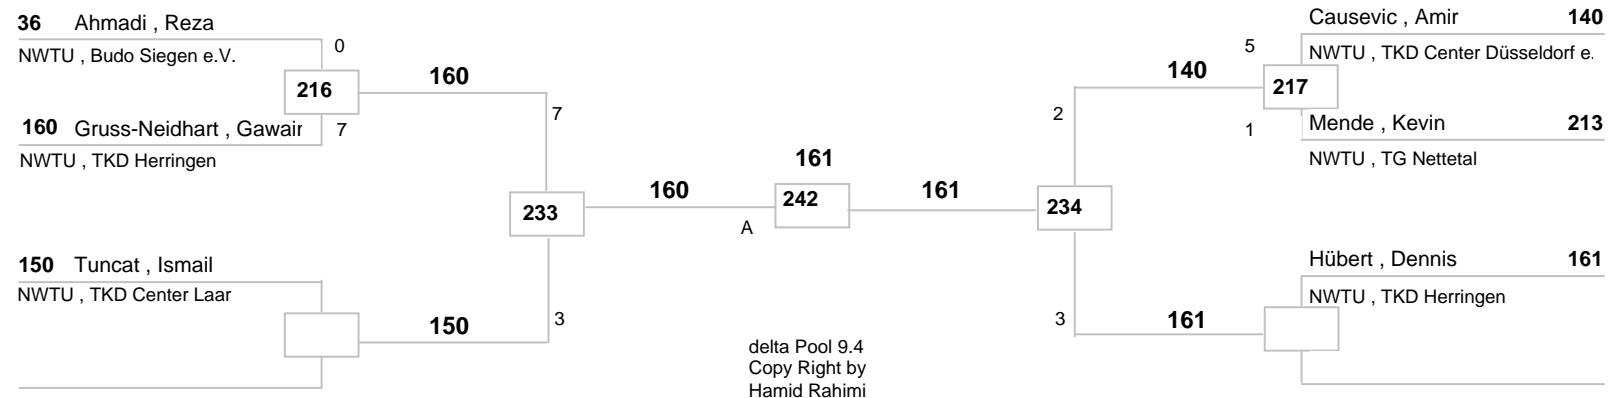 36 Ahmadi , Reza
NWTU , Budo Siegen e.V.
0
216
160
160 Gruss-Neidhart , Gawair
7
NWTU , TKD Herringen
7
233
160
A
150 Tuncat , Ismail
NWTU , TKD Center Laar
150
3
161
242
161
delta Pool 9.4
Copy Right by
Hamid Rahimi
Causevic , Amir 140
NWTU , TKD Center Düsseldorf e.
5
140
217
1
Mende , Kevin 213
NWTU , TG Nettetal
2
234
Hübert , Dennis 161
NWTU , TKD Herringen
3
161